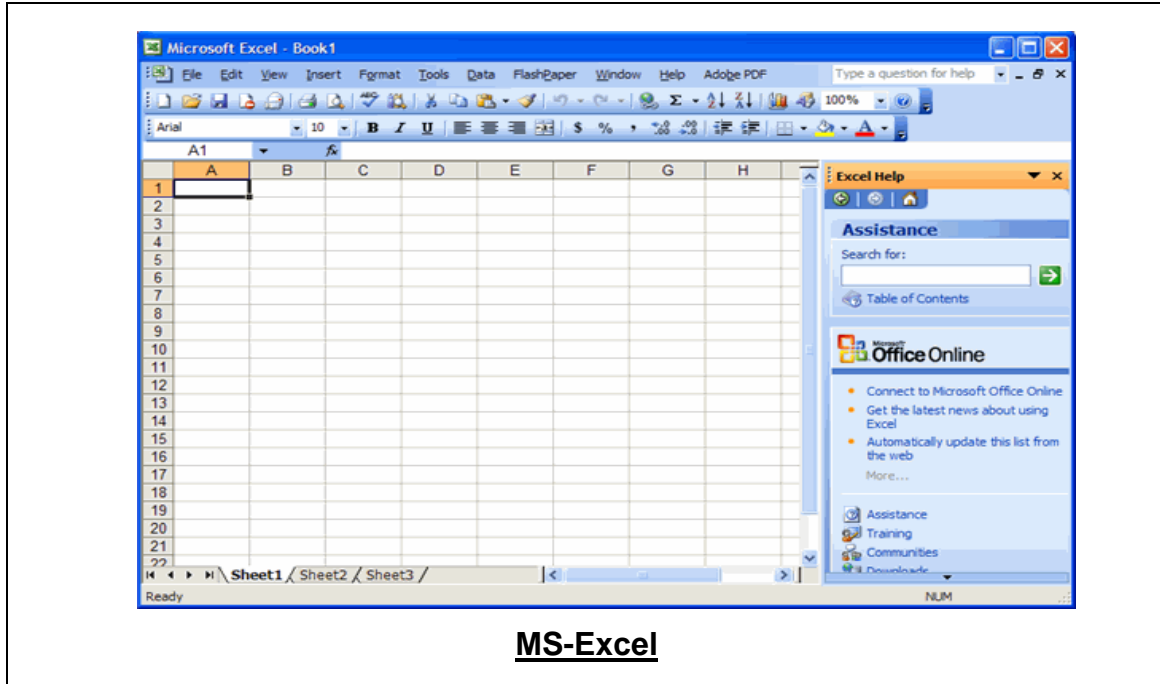 Microsoft Excel - Book1
File Edit View Insert Format Tools Data FlashPaper Window Help Adobe PDF Type a question for help
100%
Arial 10 B I U $ % ,
A1 fx
A B C D E F G H
1
2
3
4
5
6
7
8
9
10
11
12
13
14
15
16
17
18
19
20
21
22
Sheet1 Sheet2 Sheet3
Ready NUM
Excel Help
Assistance
Search for:
Table of Contents
Microsoft
Office Online
Connect to Microsoft Office Online
Get the latest news about using
Excel
Automatically update this list from
the web
More...
Assistance
Training
Communities
Downloads
MS-Excel